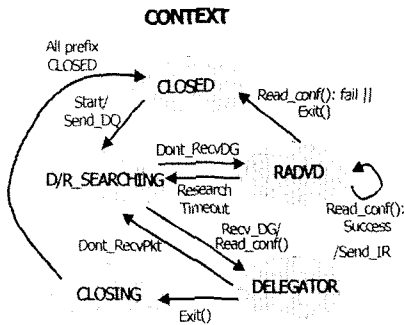 CONTEXT
All prefix
CLOSED
CLOSED
Read_conf(): fail ||
Exit()
Start/
Send_DQ
Dont_RecvDG
D/R_SEARCHING
RADVD
Research
Timeout
Read_conf():
Success
/Send_IR
Recv_DG/
Read_conf()
Dont_RecvPkt
CLOSING
DELEGATOR
Exit()